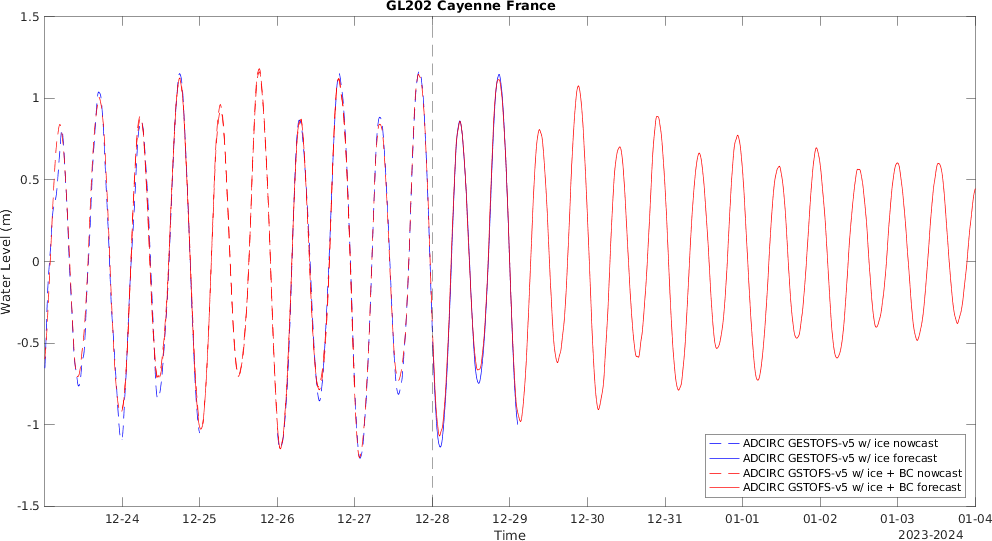 GL202 Cayenne France
1.5
1
0.5
0
-0.5
-1
-1.5
Water Level (m)
12-24 12-25 12-26 12-27 12-28 12-29 12-30 12-31 01-01 01-02 01-03 01-04
Time
2023-2024
ADCIRC GESTOFS-v5 w/ ice nowcast
ADCIRC GESTOFS-v5 w/ ice forecast
ADCIRC GSTOFS-v5 w/ ice + BC nowcast
ADCIRC GSTOFS-v5 w/ ice + BC forecast